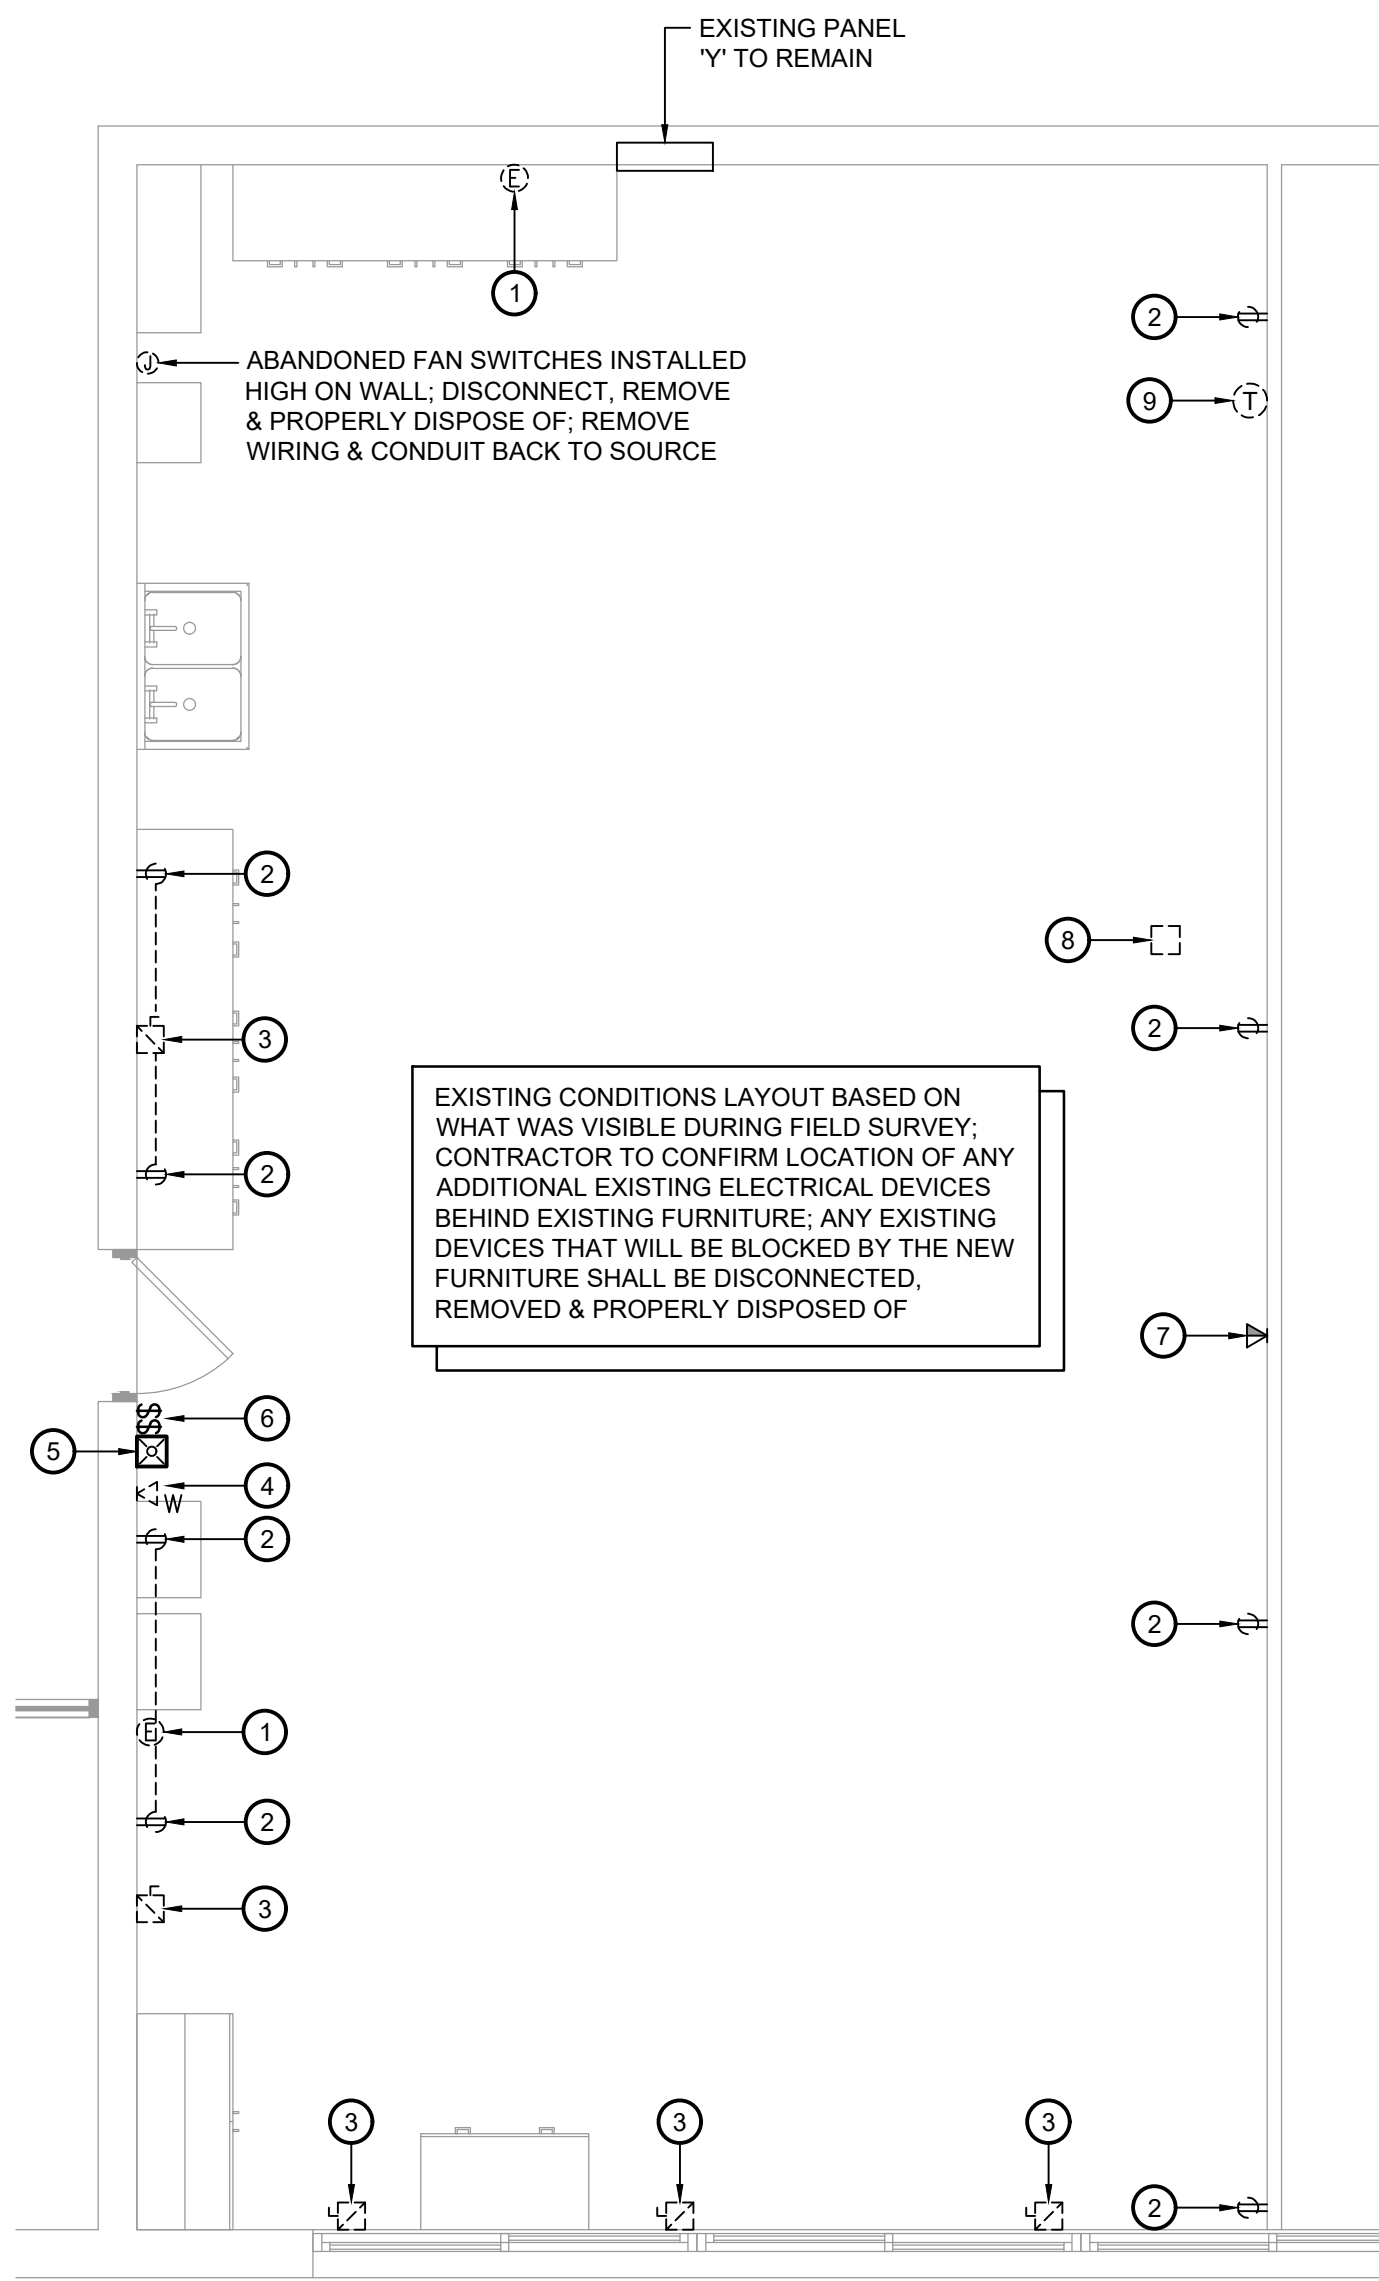 EXISTING PANEL
'Y' TO REMAIN
E
1
2
J
ABANDONED FAN SWITCHES INSTALLED
HIGH ON WALL; DISCONNECT, REMOVE
& PROPERLY DISPOSE OF; REMOVE
WIRING & CONDUIT BACK TO SOURCE
9
T
2
8
3
2
EXISTING CONDITIONS LAYOUT BASED ON
WHAT WAS VISIBLE DURING FIELD SURVEY;
CONTRACTOR TO CONFIRM LOCATION OF ANY
ADDITIONAL EXISTING ELECTRICAL DEVICES
BEHIND EXISTING FURNITURE; ANY EXISTING
DEVICES THAT WILL BE BLOCKED BY THE NEW
FURNITURE SHALL BE DISCONNECTED,
REMOVED & PROPERLY DISPOSED OF
2
7
$$
6
5
4
W
2
2
E
1
2
3
3
3
3
2